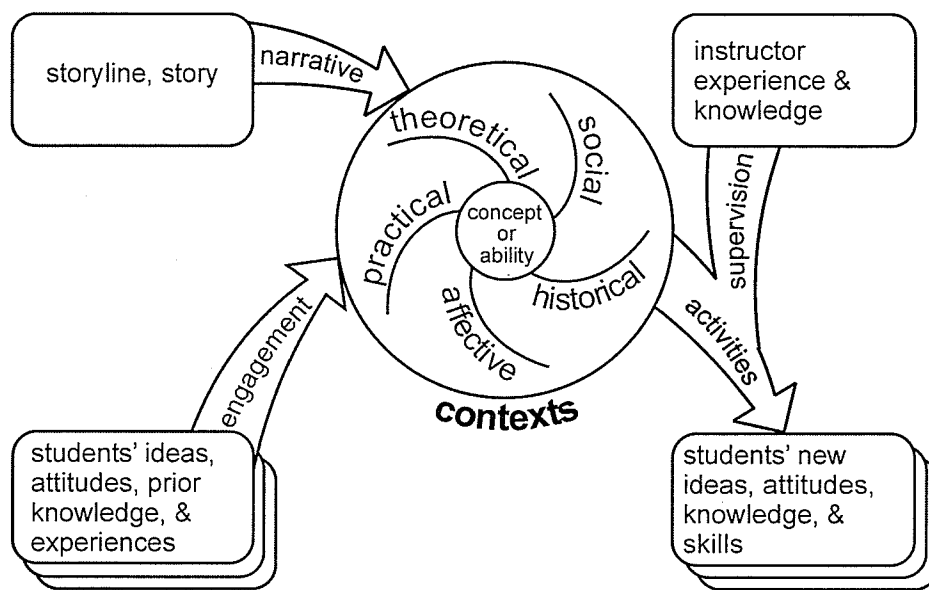 storyline, story
narrative
instructor
experience &
knowledge
theoretical
social
practical
concept
or
ability
historical
affective
contexts
supervision
activities
engagement
students' ideas,
attitudes, prior
knowledge, &
experiences
students' new
ideas, attitudes,
knowledge, &
skills